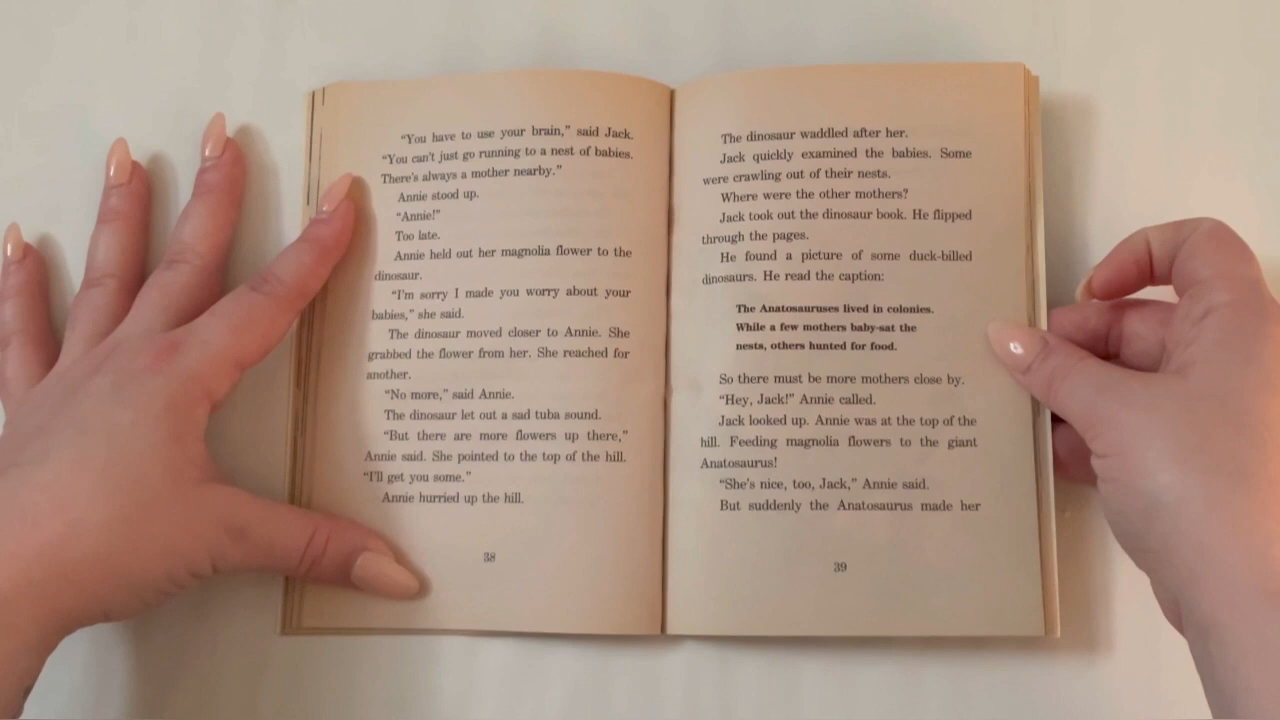 “You have to use your brain,” said Jack.
“You can’t just go running to a nest of babies.
There’s always a mother nearby.”
Annie stood up.
“Annie!”
Too late.
Annie held out her magnolia flower to the
dinosaur.
“I’m sorry I made you worry about your
babies,” she said.
The dinosaur moved closer to Annie. She
grabbed the flower from her. She reached for
another.
“No more,” said Annie.
The dinosaur let out a sad tuba sound.
“But there are more flowers up there,”
Annie said. She pointed to the top of the hill.
“I’ll get you some.”
Annie hurried up the hill.
38
The dinosaur waddled after her.
Jack quickly examined the babies. Some
were crawling out of their nests.
Where were the other mothers?
Jack took out the dinosaur book. He flipped
through the pages.
He found a picture of some duck-billed
dinosaurs. He read the caption:
The Anatosauruses lived in colonies.
While a few mothers baby-sat the
nests, others hunted for food.
So there must be more mothers close by.
“Hey, Jack!” Annie called.
Jack looked up. Annie was at the top of the
hill. Feeding magnolia flowers to the giant
Anatosaurus!
“She’s nice, too, Jack,” Annie said.
But suddenly the Anatosaurus made her
39